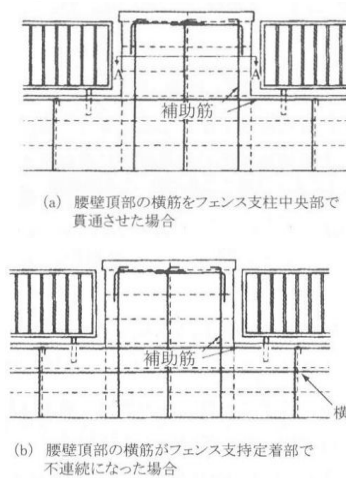 A
A
補助筋
(a) 腰壁頂部の横筋をフェンス支柱中央部で
貫通させた場合
補助筋
横
(b) 腰壁頂部の横筋がフェンス支持定着部で
不連続になった場合